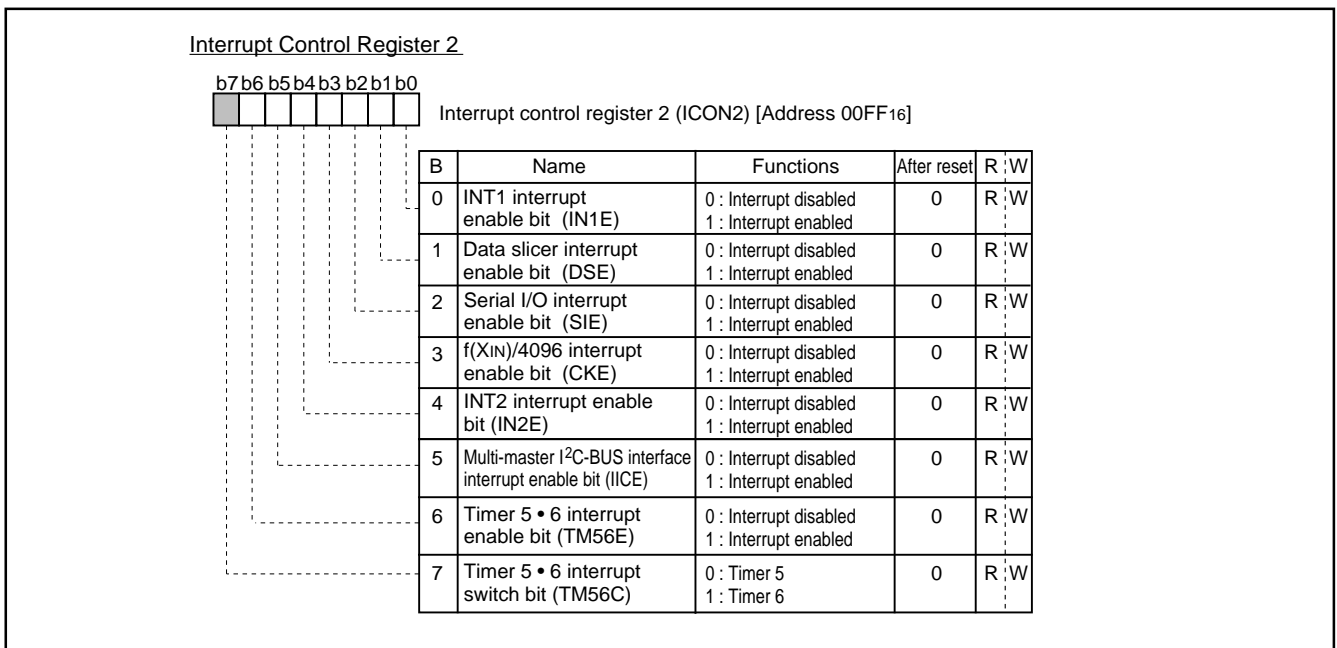 Interrupt Control Register 2
b7 b6 b5 b4 b3 b2 b1 b0
Interrupt control register 2 (ICON2) [Address 00FF16]
B Name Functions After reset R W
0 INT1 interrupt enable bit (IN1E) 0 : Interrupt disabled 1 : Interrupt enabled 0 R W
1 Data slicer interrupt enable bit (DSE) 0 : Interrupt disabled 1 : Interrupt enabled 0 R W
2 Serial I/O interrupt enable bit (SIE) 0 : Interrupt disabled 1 : Interrupt enabled 0 R W
3 f(XIN)/4096 interrupt enable bit (CKE) 0 : Interrupt disabled 1 : Interrupt enabled 0 R W
4 INT2 interrupt enable bit (IN2E) 0 : Interrupt disabled 1 : Interrupt enabled 0 R W
5 Multi-master I2C-BUS interface interrupt enable bit (IICE) 0 : Interrupt disabled 1 : Interrupt enabled 0 R W
6 Timer 5 • 6 interrupt enable bit (TM56E) 0 : Interrupt disabled 1 : Interrupt enabled 0 R W
7 Timer 5 • 6 interrupt switch bit (TM56C) 0 : Timer 5 1 : Timer 6 0 R W